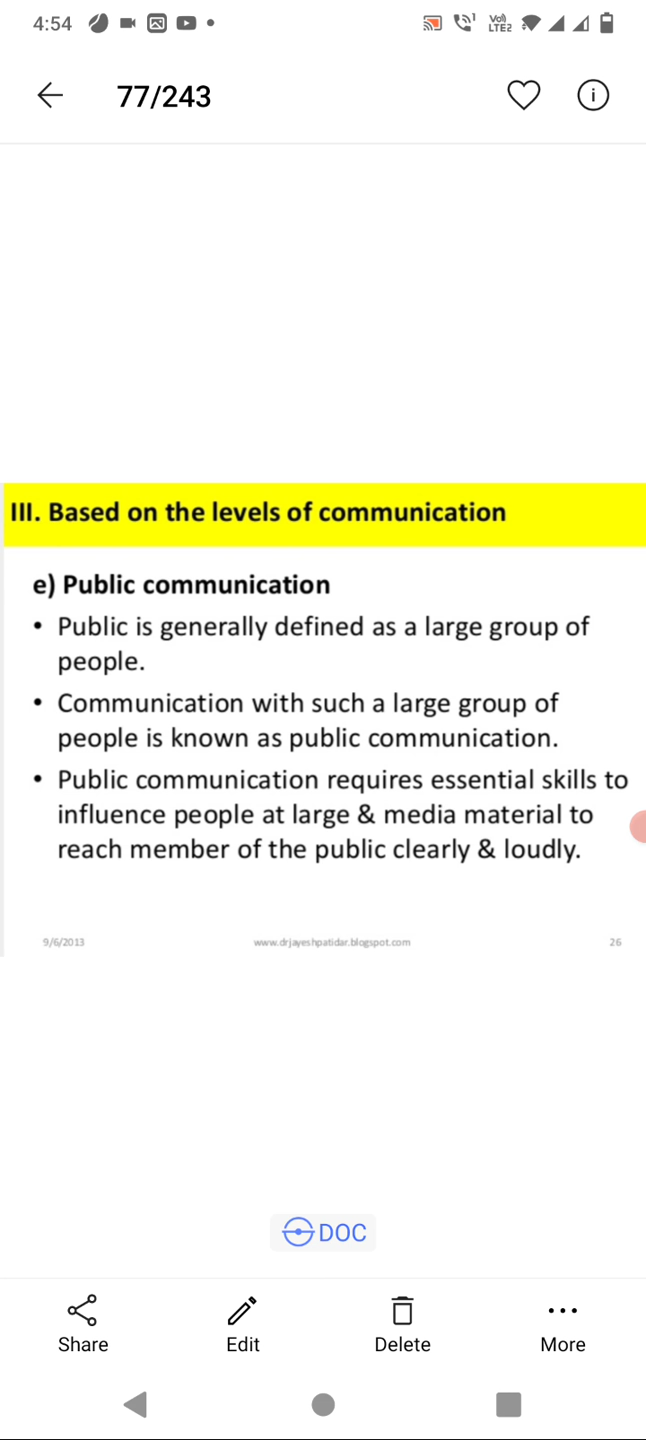 4:54
Vo) 1
LTE2
77/243
III. Based on the levels of communication
e) Public communication
• Public is generally defined as a large group of
people.
• Communication with such a large group of
people is known as public communication.
• Public communication requires essential skills to
influence people at large & media material to
reach member of the public clearly & loudly.
9/6/2013 www.drjayeshpatidar.blogspot.com 26
DOC
Share Edit Delete More